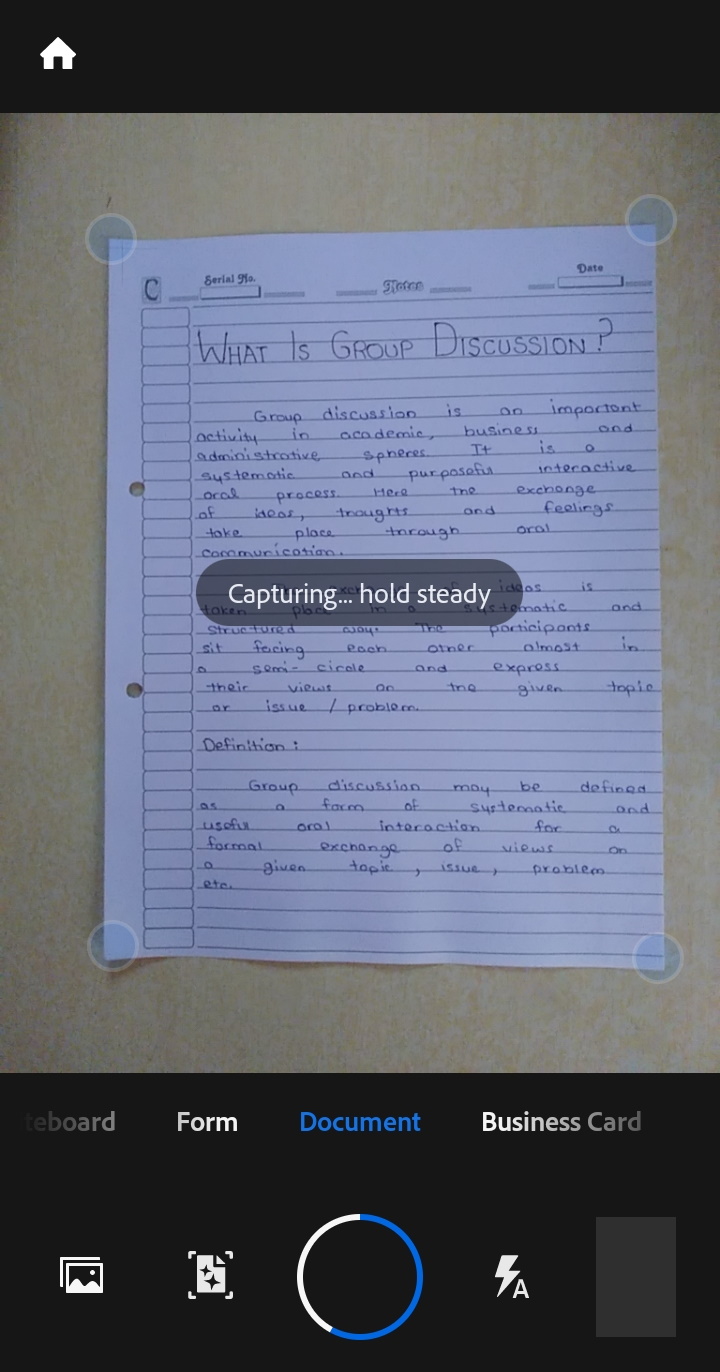 C
Serial No.
Notes
Date
WHAT IS GROUP DISCUSSION?
Group discussion is an important
activity in academic, business and
administrative spheres. It is a
systematic and purposeful interactive
oral process. Here the exchange
of ideas, thoughts and feelings
take place through oral
communication.
ideas is
taken place in a systematic and
Capturing... hold steady
structured way. The participants
sit facing each other almost in
a semi- circle and express
their views on the given topic
or issue / problem.
Definition :
Group discussion may be defined
as a form of systematic and
useful oral interaction for a
formal exchange of views on
a given topic , issue , problem
etc.
Form
Document
Business Card
A